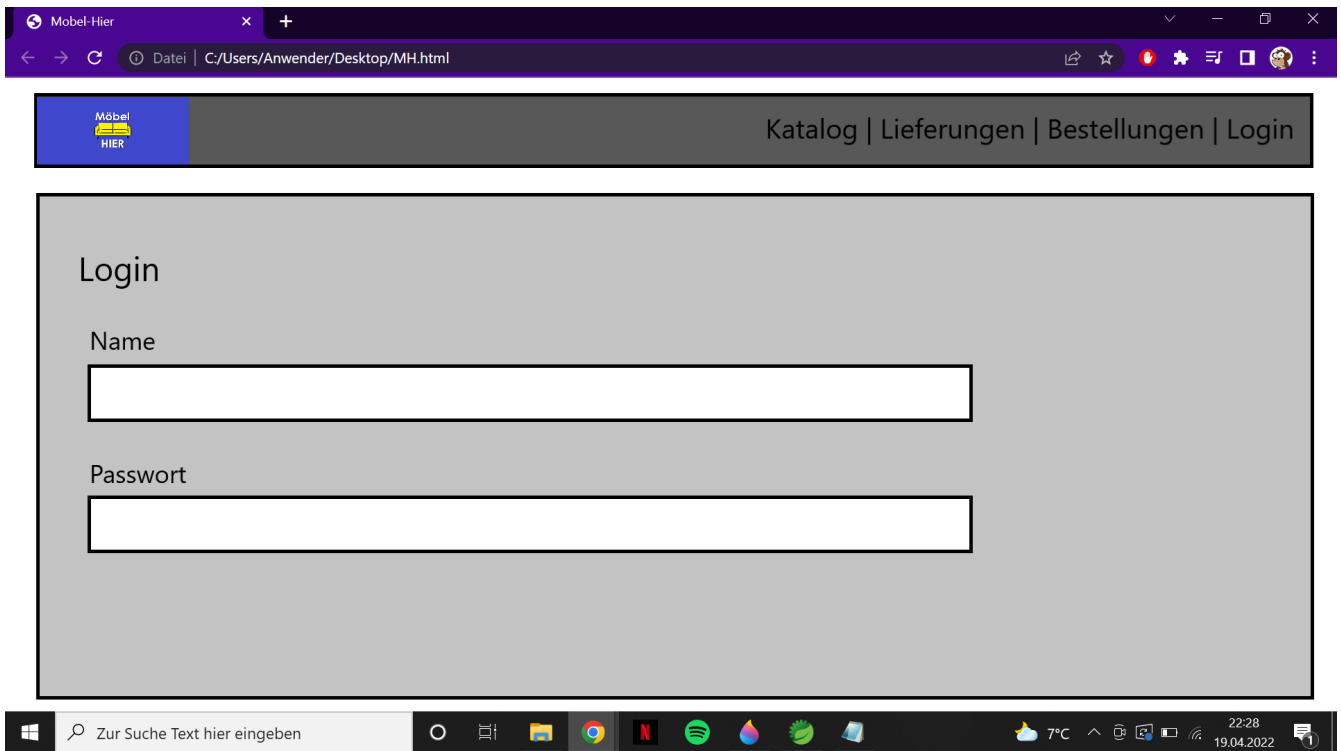 Mobel-Hier
Datei | C:/Users/Anwender/Desktop/MH.html
Möbel
HIER
Katalog | Lieferungen | Bestellungen | Login
Login
Name
Passwort
Zur Suche Text hier eingeben
N
7°C
22:28
19.04.2022
1